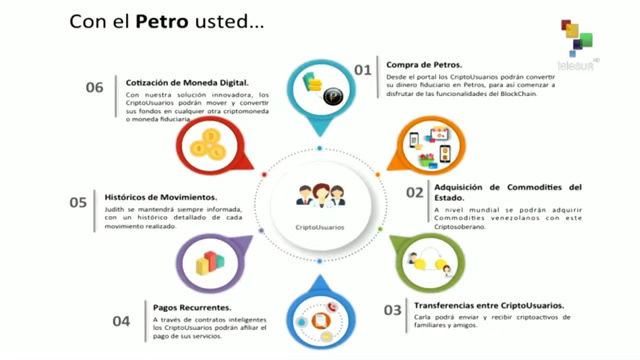 Con el Petro usted...
teleSUR HD
01
Compra de Petros.
Desde el portal los CriptoUsuarios podrán convertir
su dinero fiduciario en Petros, para así comenzar a
disfrutar de las funcionalidades del BlockChain.
02
Adquisición de Commodities del
Estado.
A nivel mundial se podrán adquirir
Commodities venezolanos con este
Criptosoberano.
03
Transferencias entre CriptoUsuarios.
Carla podrá enviar y recibir criptoactivos de
familiares y amigos.
04
Pagos Recurrentes.
A través de contratos inteligentes
los CriptoUsuarios podrán afiliar el
pago de sus servicios.
05
Históricos de Movimientos.
Judith se mantendrá siempre informada,
con un histórico detallado de cada
movimiento realizado.
06
Cotización de Moneda Digital.
Con nuestra solución innovadora, los
CriptoUsuarios podrán mover y convertir
sus fondos en cualquier otra criptomoneda
o moneda fiduciaria.
CriptoUsuarios